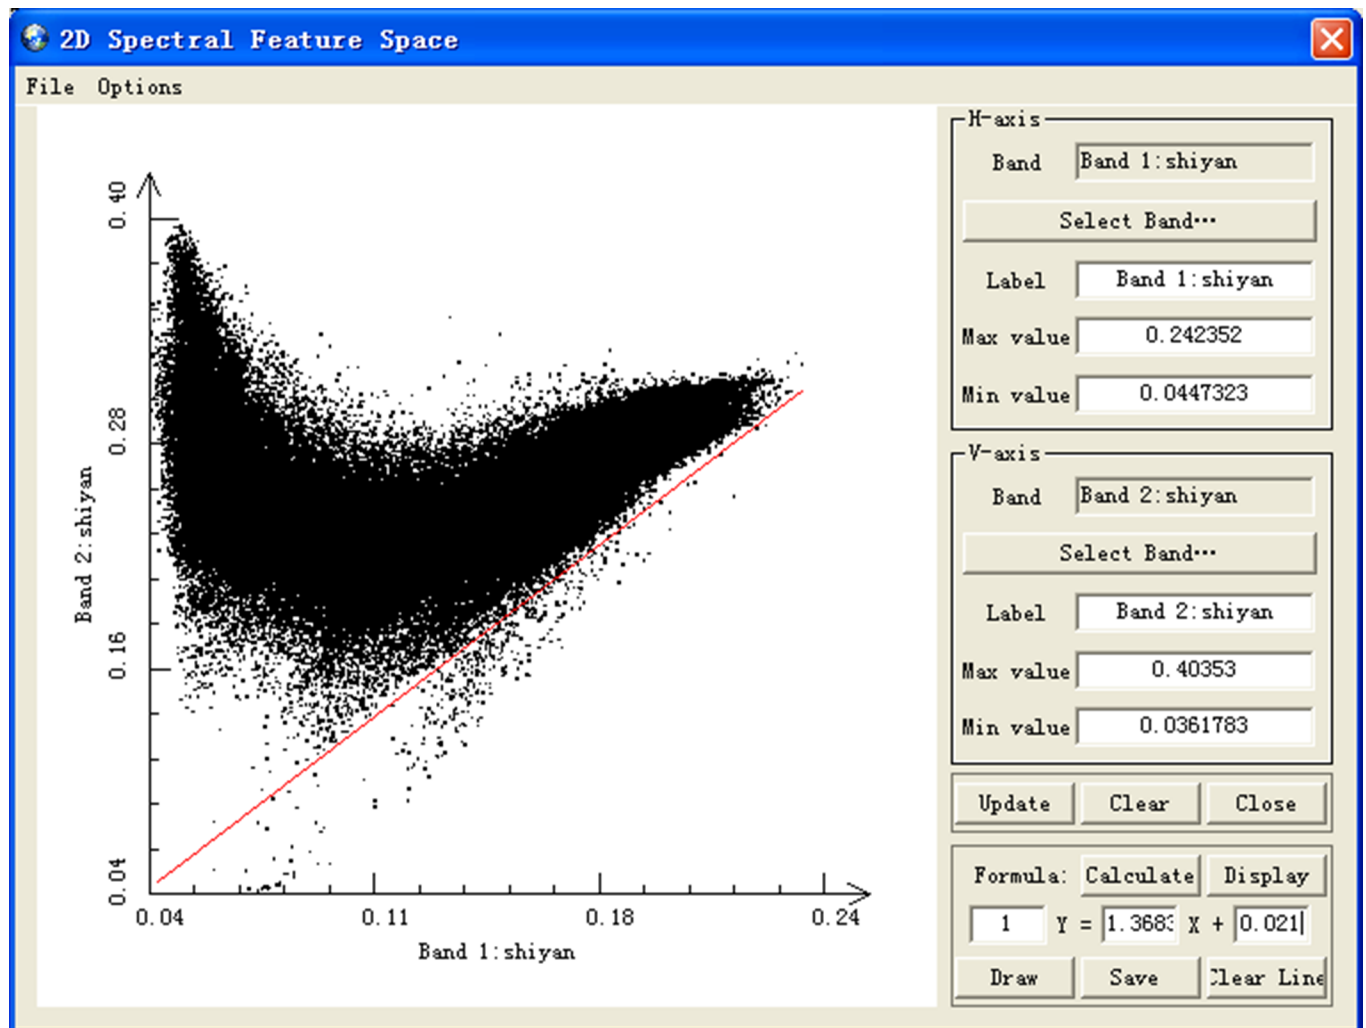 2D Spectral Feature Space
File Options
0.40
0.28
0.16
0.04
Band 2:shiyan
0.04 0.11 0.18 0.24
Band 1:shiyan
H-axis
Band Band 1:shiyan
Select Band…
Label Band 1:shiyan
Max value 0.242352
Min value 0.0447323
V-axis
Band Band 2:shiyan
Select Band…
Label Band 2:shiyan
Max value 0.40353
Min value 0.0361783
Update Clear Close
Formula: Calculate Display
1 Y = 1.3683 X + 0.021
Draw Save Clear Line